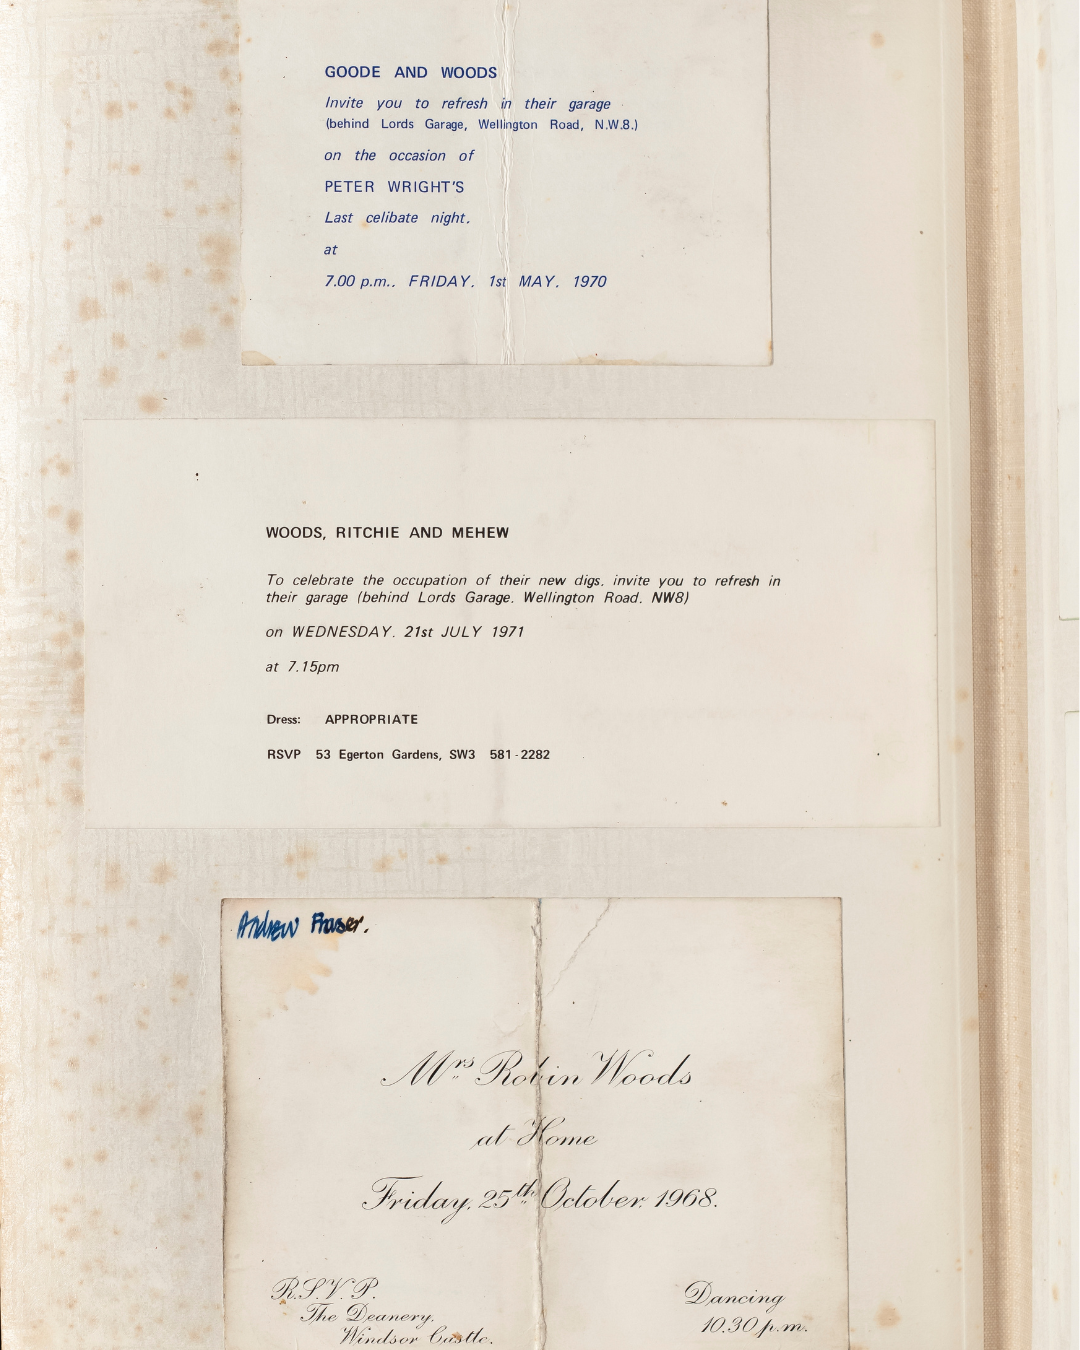 GOODE AND WOODS
Invite you to refresh in their garage
(behind Lords Garage, Wellington Road, N.W.8.)
on the occasion of
PETER WRIGHT'S
Last celibate night,
at
7.00 p.m., FRIDAY, 1st MAY, 1970
WOODS, RITCHIE AND MEHEW
To celebrate the occupation of their new digs, invite you to refresh in
their garage (behind Lords Garage, Wellington Road, NW8)
on WEDNESDAY, 21st JULY 1971
at 7.15pm
Dress: APPROPRIATE
RSVP 53 Egerton Gardens, SW3 581-2282
Andrew Fraser.
Mrs Robin Woods
at Home
Friday, 25th October, 1968.
R.S.V.P.
The Deanery,
Windsor Castle.
Dancing
10.30 p.m.